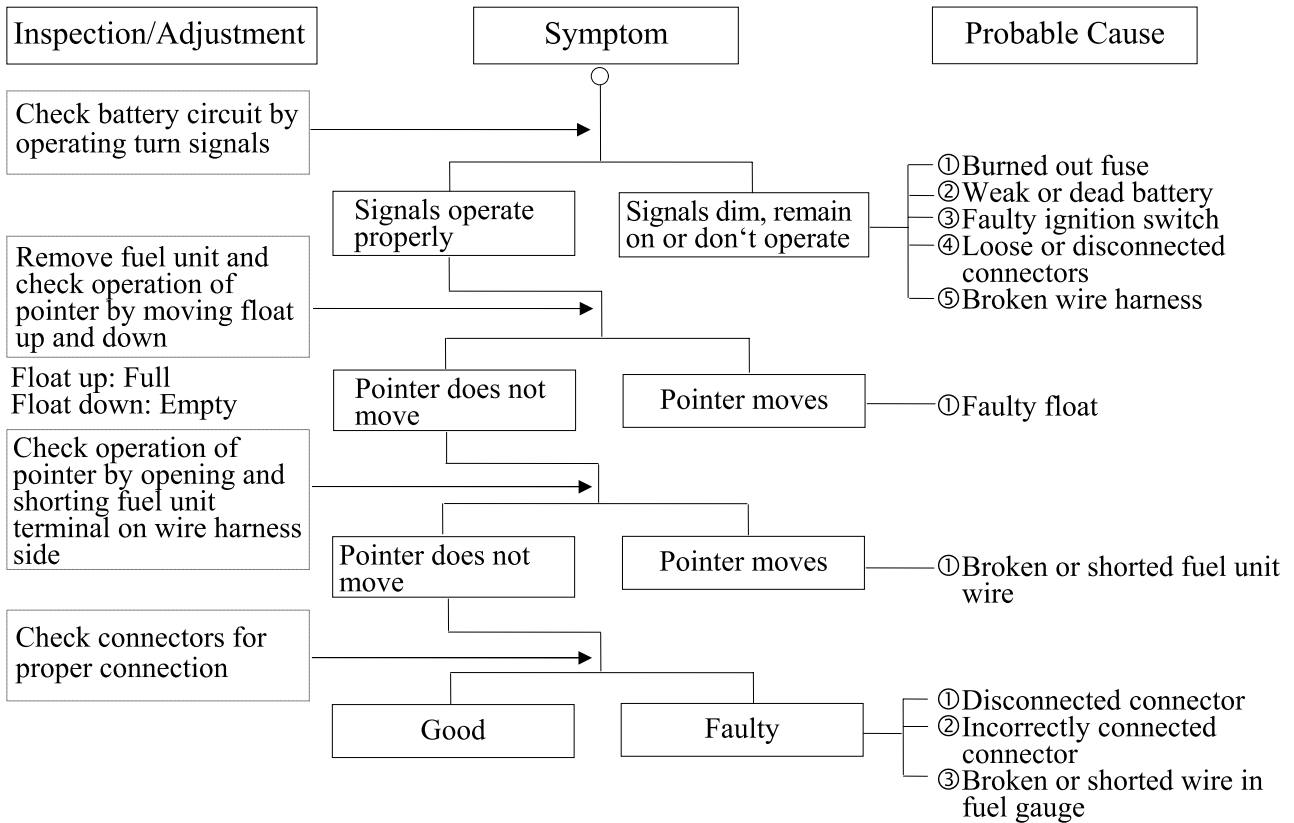 Inspection/Adjustment
Symptom
Probable Cause
Check battery circuit by
operating turn signals
Signals operate
properly
Signals dim, remain
on or don‘t operate
①Burned out fuse
②Weak or dead battery
③Faulty ignition switch
④Loose or disconnected
connectors
⑤Broken wire harness
Remove fuel unit and
check operation of
pointer by moving float
up and down
Float up: Full
Float down: Empty
Pointer does not
move
Pointer moves
①Faulty float
Check operation of
pointer by opening and
shorting fuel unit
terminal on wire harness
side
Pointer does not
move
Pointer moves
①Broken or shorted fuel unit
wire
Check connectors for
proper connection
Good
Faulty
①Disconnected connector
②Incorrectly connected
connector
③Broken or shorted wire in
fuel gauge